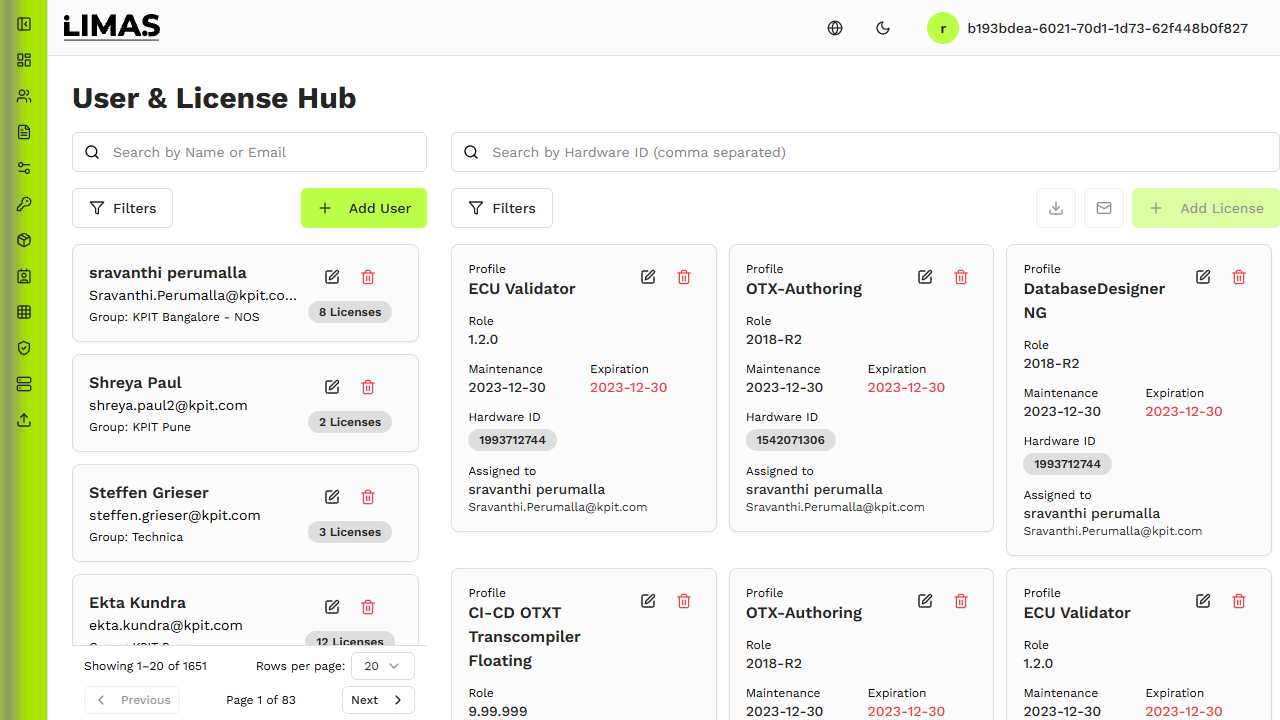 LIMAS
r
b193bdea-6021-70d1-1d73-62f448b0f827
User & License Hub
Search by Name or Email
Filters
Add User
sravanthi perumalla
Sravanthi.Perumalla@kpit.co...
Group: KPIT Bangalore - NOS
8 Licenses
Shreya Paul
shreya.paul2@kpit.com
Group: KPIT Pune
2 Licenses
Steffen Grieser
steffen.grieser@kpit.com
Group: Technica
3 Licenses
Ekta Kundra
ekta.kundra@kpit.com
12 Licenses
Showing 1–20 of 1651
Rows per page:
20
Previous
Page 1 of 83
Next
Search by Hardware ID (comma separated)
Filters
Add License
Profile
ECU Validator
Role
1.2.0
Maintenance
2023-12-30
Expiration
2023-12-30
Hardware ID
1993712744
Assigned to
sravanthi perumalla
Sravanthi.Perumalla@kpit.com
Profile
OTX-Authoring
Role
2018-R2
Maintenance
2023-12-30
Expiration
2023-12-30
Hardware ID
1542071306
Assigned to
sravanthi perumalla
Sravanthi.Perumalla@kpit.com
Profile
DatabaseDesigner
NG
Role
2018-R2
Maintenance
2023-12-30
Expiration
2023-12-30
Hardware ID
1993712744
Assigned to
sravanthi perumalla
Sravanthi.Perumalla@kpit.com
Profile
CI-CD OTXT
Transcompiler
Floating
Role
9.99.999
Profile
OTX-Authoring
Role
2018-R2
Maintenance
2023-12-30
Expiration
2023-12-30
Profile
ECU Validator
Role
1.2.0
Maintenance
2023-12-30
Expiration
2023-12-30